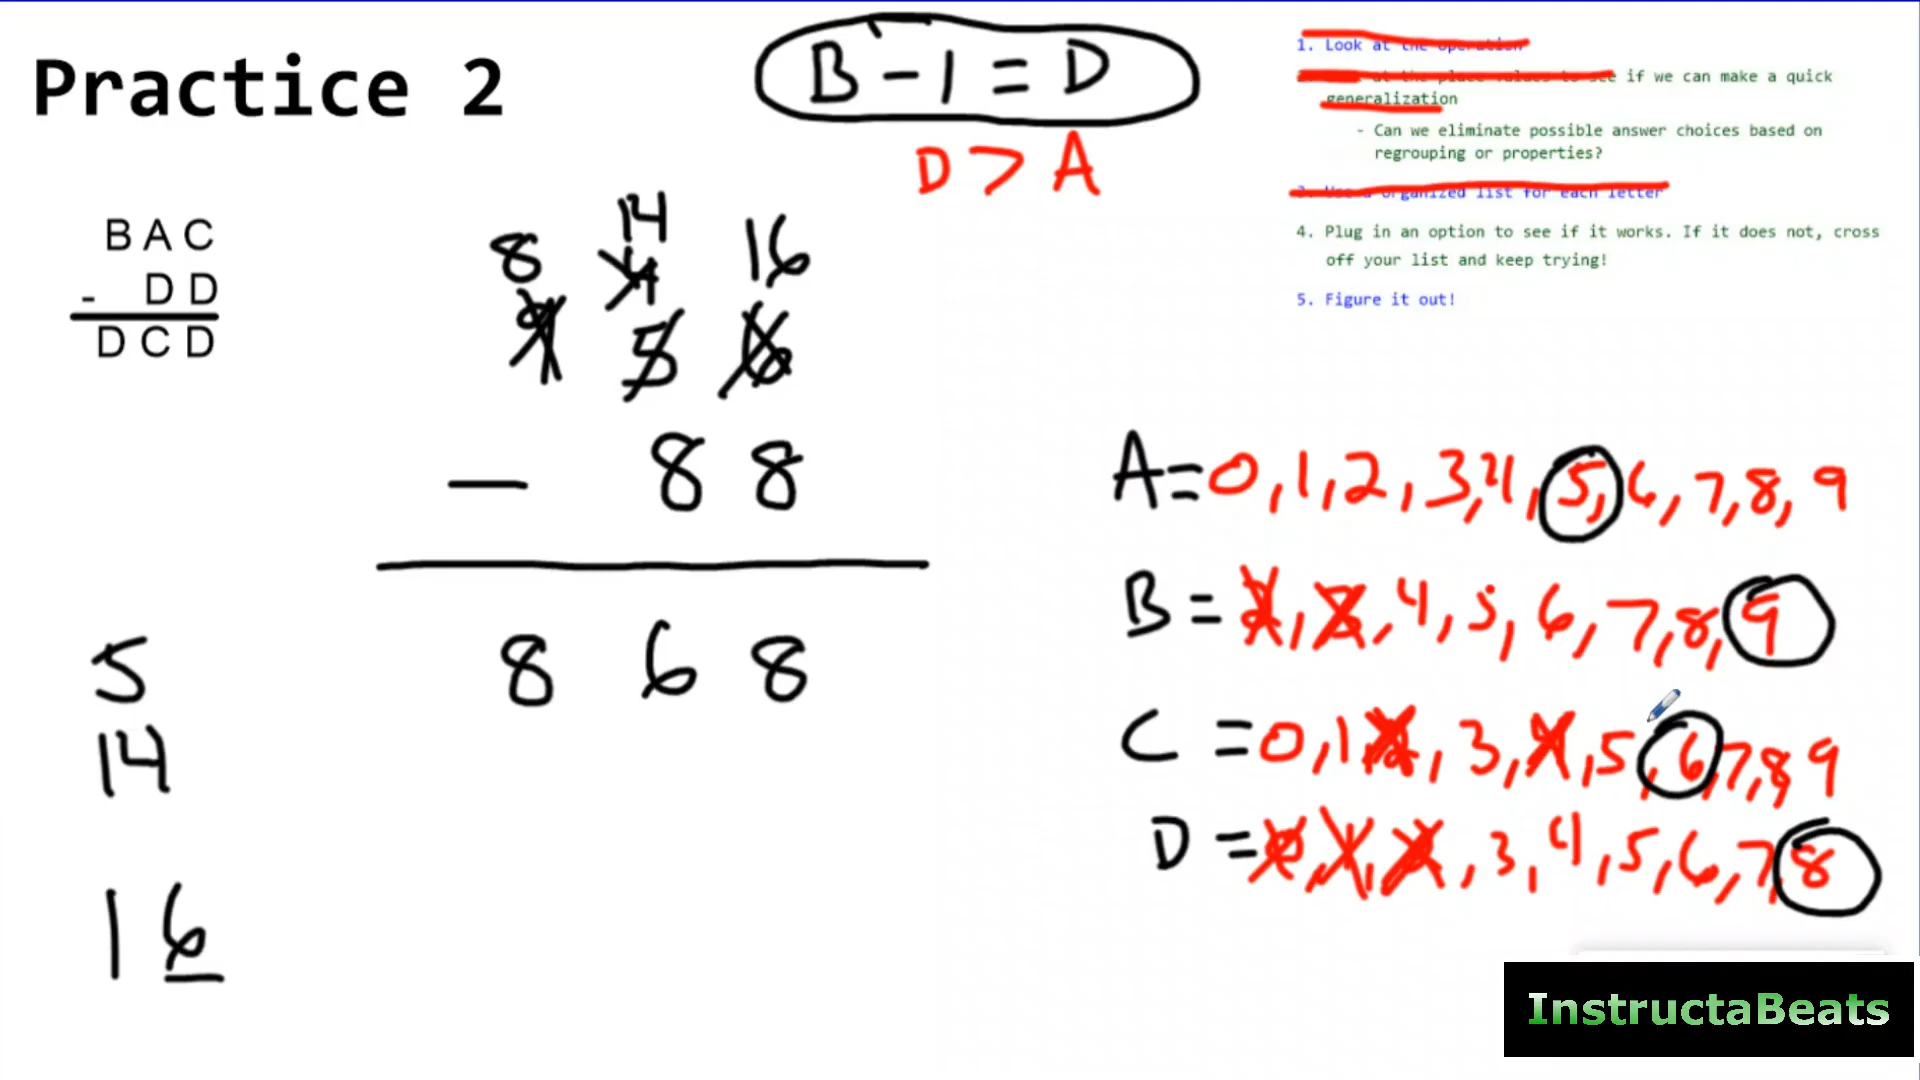 Practice 2
B - 1 = D
D > A
1. Look at the operation
at the place values to see if we can make a quick
generalization
- Can we eliminate possible answer choices based on
regrouping or properties?
3. Use a organized list for each letter
4. Plug in an option to see if it works. If it does not, cross
off your list and keep trying!
5. Figure it out!
B A C
- D D
D C D
14
8 4 16
9 5 6
- 8 8
8 6 8
5
14
16
A = 0, 1, 2, 3, 4, 5, 6, 7, 8, 9
B = 2, 3, 4, 5, 6, 7, 8, 9
C = 0, 1, 2, 3, 4, 5, 6, 7, 8, 9
D = 0, 1, 2, 3, 4, 5, 6, 7, 8
InstructaBeats